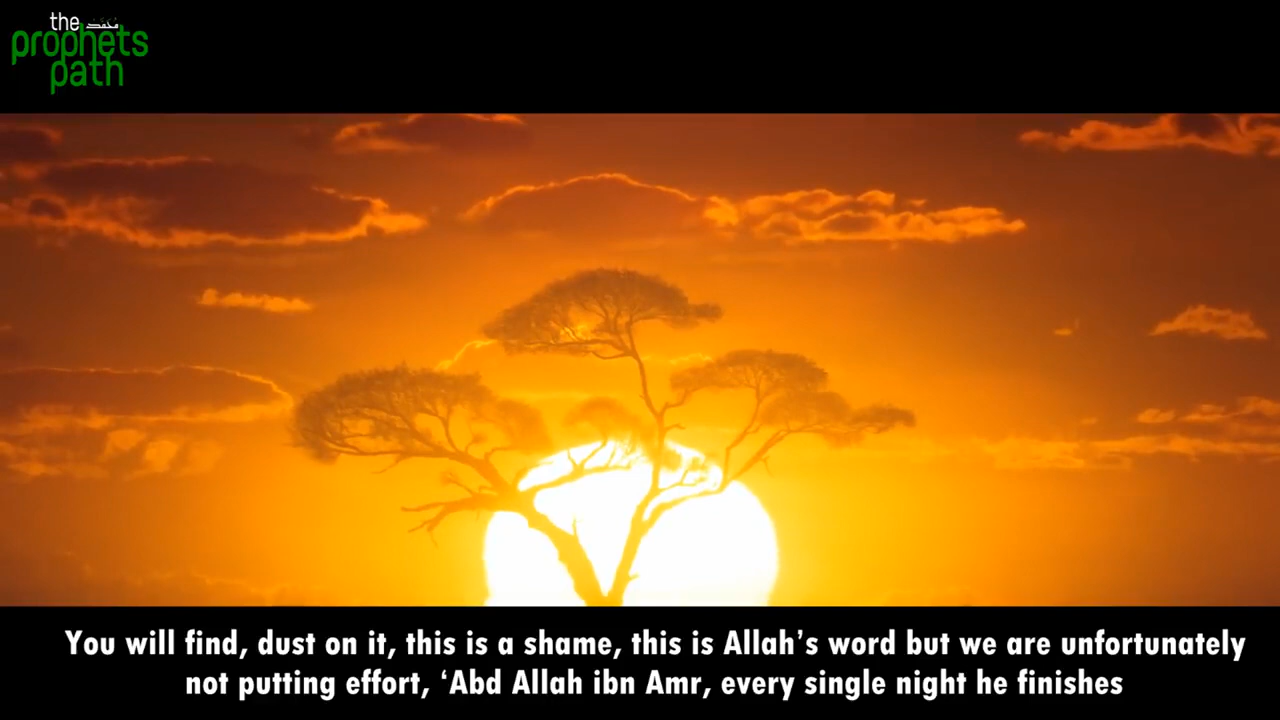 the محمد
prophets
path
You will find, dust on it, this is a shame, this is Allah’s word but we are unfortunately
not putting effort, ‘Abd Allah ibn Amr, every single night he finishes